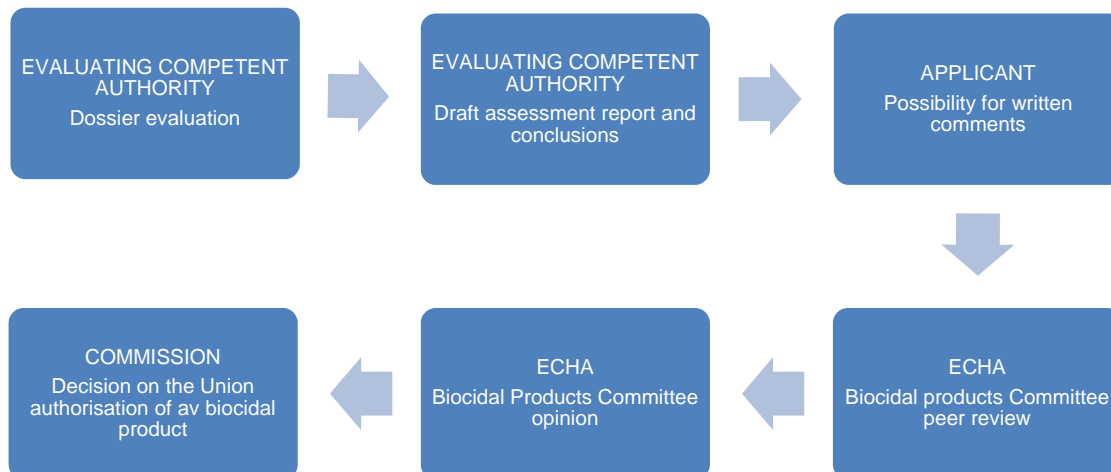 EVALUATING COMPETENT
AUTHORITY
Dossier evaluation
EVALUATING COMPETENT
AUTHORITY
Draft assessment report and
conclusions
APPLICANT
Possibility for written
comments
ECHA
Biocidal products Committee
peer review
ECHA
Biocidal Products Committee
opinion
COMMISSION
Decision on the Union
authorisation of av biocidal
product